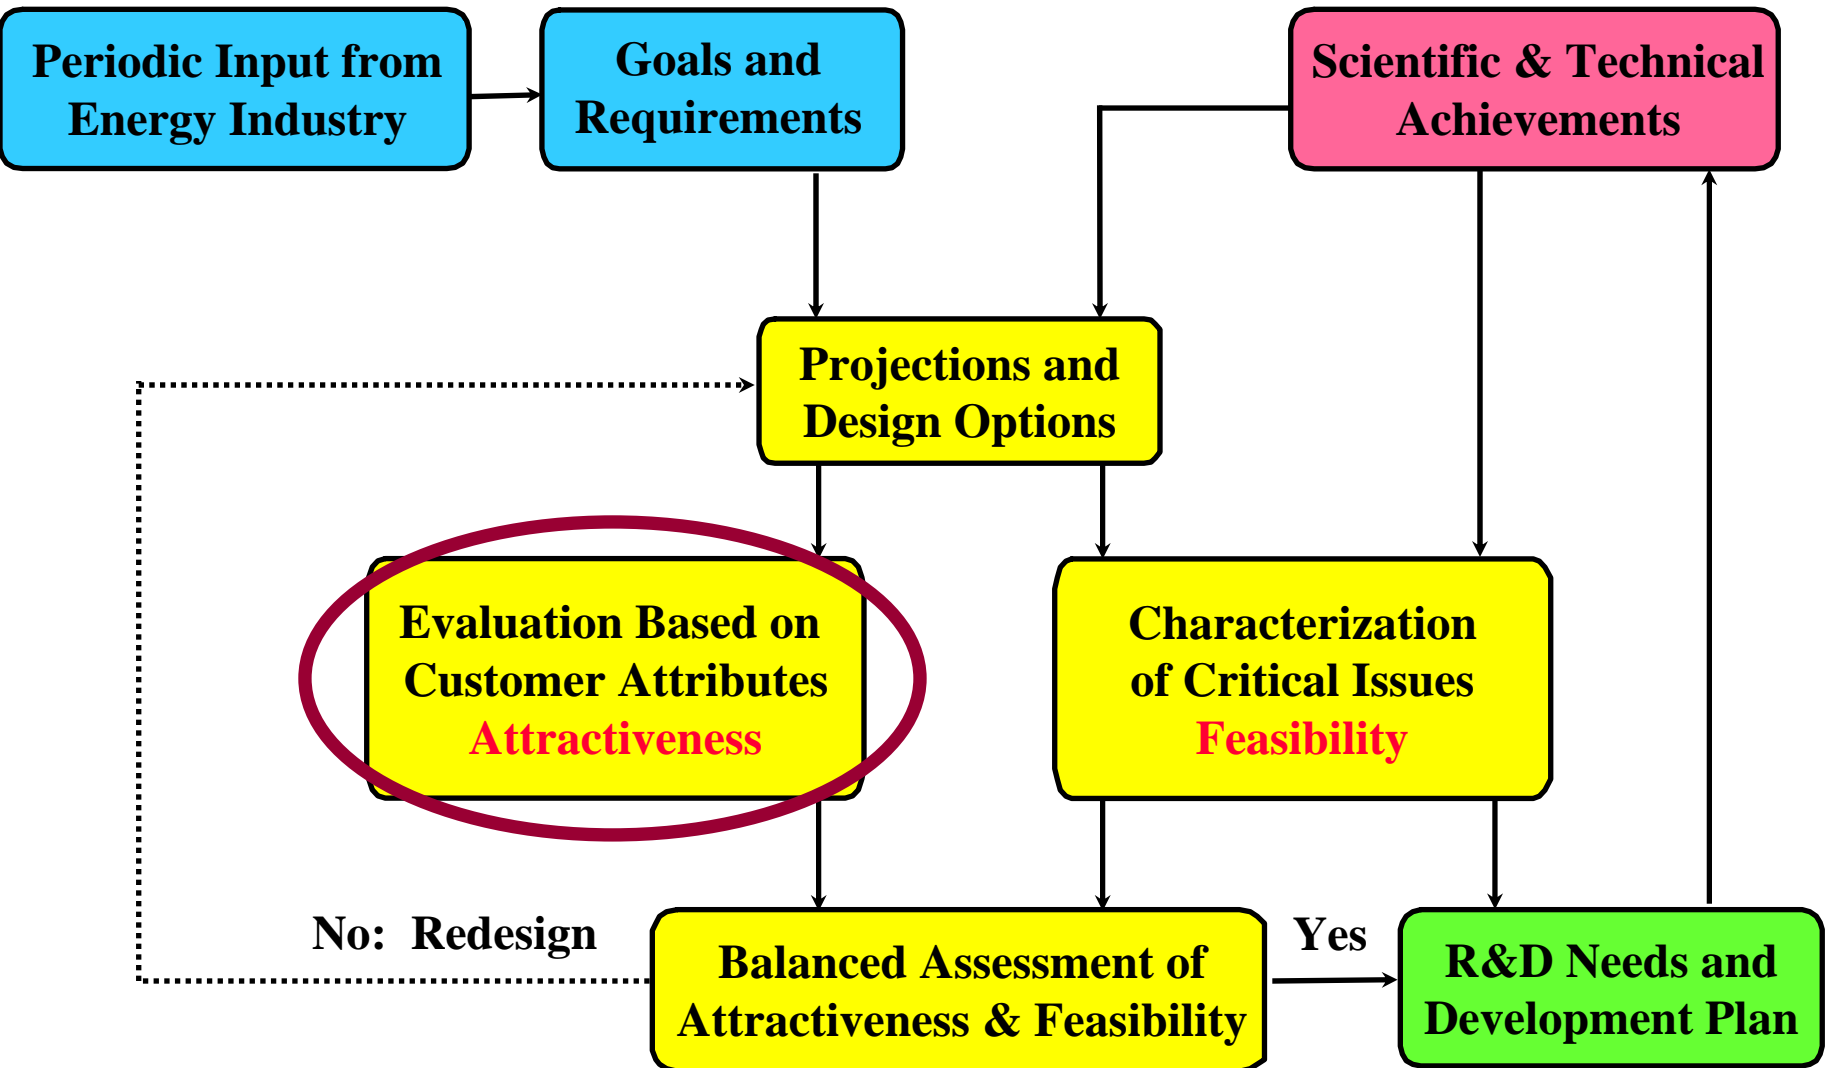 Periodic Input from
Energy Industry
Goals and
Requirements
Scientific & Technical
Achievements
Projections and
Design Options
Evaluation Based on
Customer Attributes
Attractiveness
Characterization
of Critical Issues
Feasibility
No: Redesign
Balanced Assessment of
Attractiveness & Feasibility
Yes
R&D Needs and
Development Plan